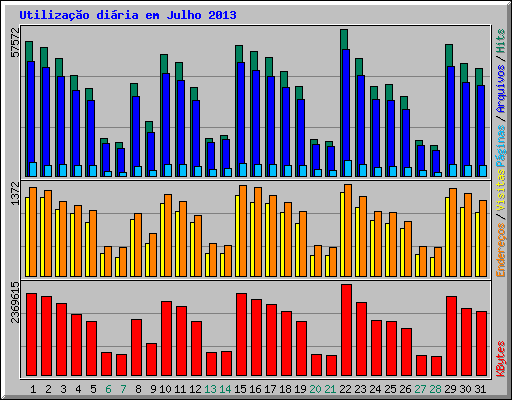 Utilização diária em Julho 2013
57572
1372
2369615
Endereços / Visitas
Páginas / Arquivos / Hits
KBytes
1 2 3 4 5 6 7 8 9 10 11 12 13 14 15 16 17 18 19 20 21 22 23 24 25 26 27 28 29 30 31